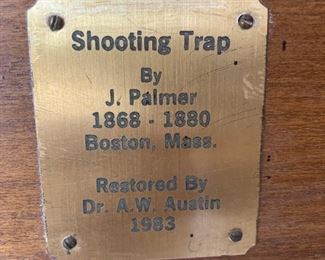 Shooting Trap
By
J. Palmer
1868 - 1880
Boston, Mass.
Restored By
Dr. A.W. Austin
1983